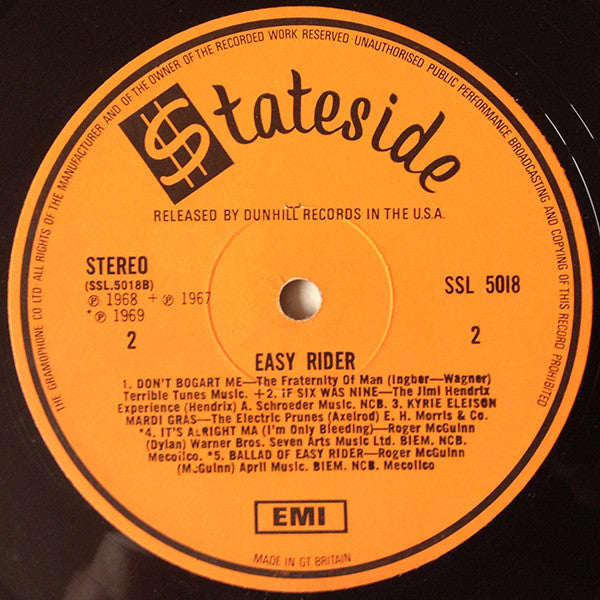 THE GRAMOPHONE CO LTD ALL RIGHTS OF THE MANUFACTURER AND OF THE OWNER OF THE RECORDED WORK RESERVED · UNAUTHORISED PUBLIC PERFORMANCE BROADCASTING AND COPYING OF THIS RECORD PROHIBITED
$tateside
RELEASED BY DUNHILL RECORDS IN THE U.S.A.
STEREO
(SSL.5018B)
℗ 1968 + ℗ 1967
*℗ 1969
2
SSL 5018
2
EASY RIDER
1. DON'T BOGART ME—The Fraternity Of Man (Ingber—Wagner)
Terrible Tunes Music. +2. iF SIX WAS NINE—The Jimi Hendrix
Experience (Hendrix) A. Schroeder Music. NCB. 3. KYRIE ELEISON
MARDI GRAS—The Electric Prunes (Axelrod) E. H. Morris & Co.
*4. IT'S ALRIGHT MA (I'm Only Bleeding)—Roger McGuinn
(Dylan) Warner Bros. Seven Arts Music Ltd. BIEM. NCB.
Mecolico. *5. BALLAD OF EASY RIDER—Roger McGuinn
(McGuinn) April Music. BIEM. NCB. Mecolico
EMI
MADE IN GT BRITAIN